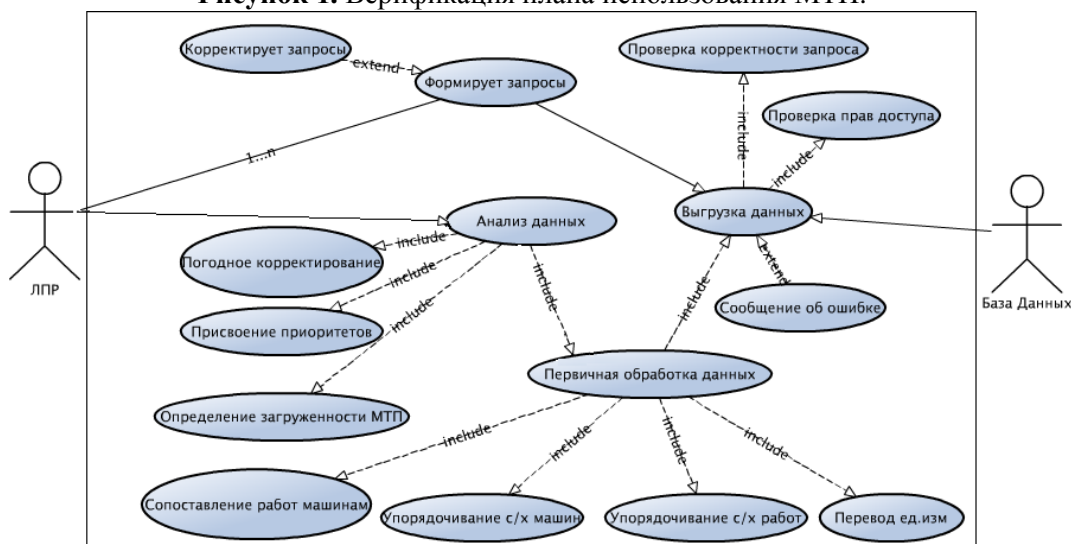 Рисунок 1. Верификация плана использования МТП.
Корректирует запросы
extend
Формирует запросы
Проверка корректности запроса
Проверка прав доступа
include
include
1...n
Анализ данных
Выгрузка данных
include
Погодное корректирование
include
extend
ЛПР
База Данных
Присвоение приоритетов
include
include
include
Сообщение об ошибке
Первичная обработка данных
Определение загруженности МТП
include
include
include
include
Сопоставление работ машинам
Упорядочивание с/х машин
Упорядочивание с/х работ
Перевод ед.изм